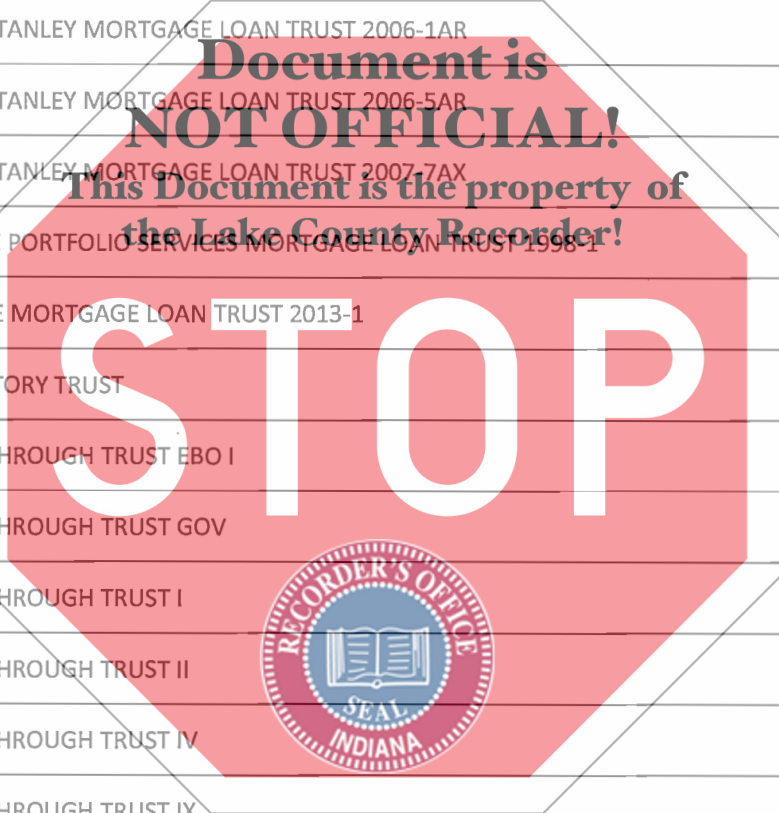 TANLEY MORTGAGE LOAN TRUST 2006-1AR
Document is
TANLEY MORTGAGE LOAN TRUST 2006-5AR
NOT OFFICIAL!
TANLEY MORTGAGE LOAN TRUST 2007-7AX
This Document is the property of
the Lake County Recorder!
PORTFOLIO SERVICES MORTGAGE LOAN TRUST 1998-1
E MORTGAGE LOAN TRUST 2013-1
STOP
TORY TRUST
HROUGH TRUST EBO I
HROUGH TRUST GOV
HROUGH TRUST I
HROUGH TRUST II
HROUGH TRUST IV
HROUGH TRUST IX
RECORDER'S OFFICE
SEAL
INDIANA